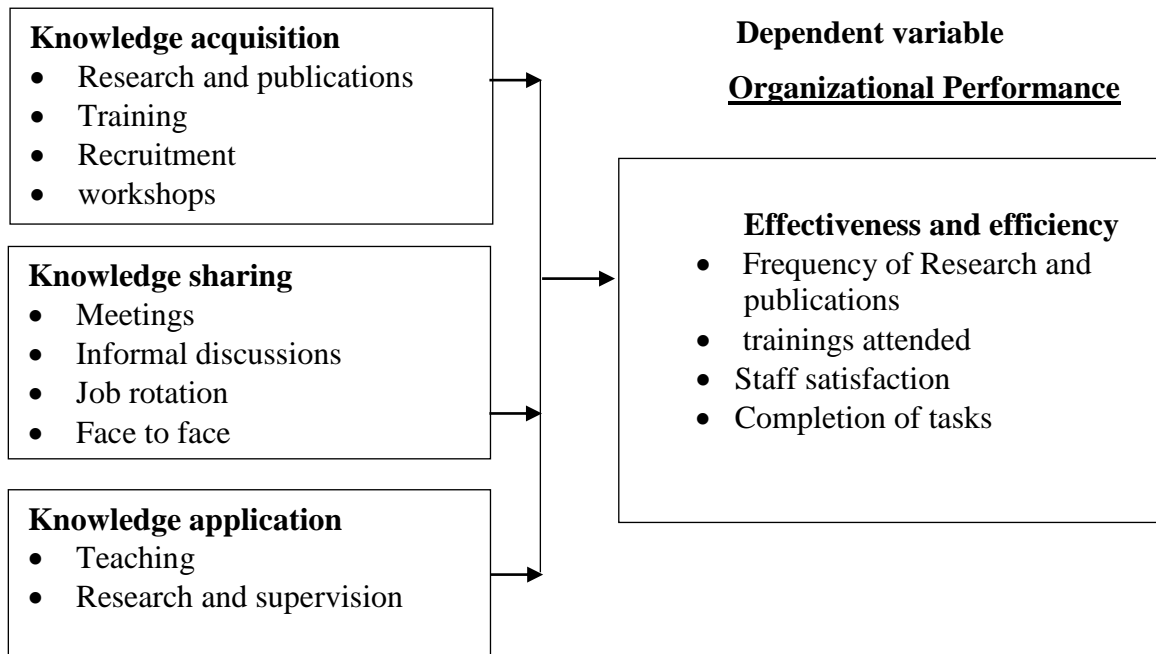 Knowledge acquisition
• Research and publications
• Training
• Recruitment
• workshops
Knowledge sharing
• Meetings
• Informal discussions
• Job rotation
• Face to face
Knowledge application
• Teaching
• Research and supervision
Dependent variable
Organizational Performance
Effectiveness and efficiency
• Frequency of Research and
publications
• trainings attended
• Staff satisfaction
• Completion of tasks